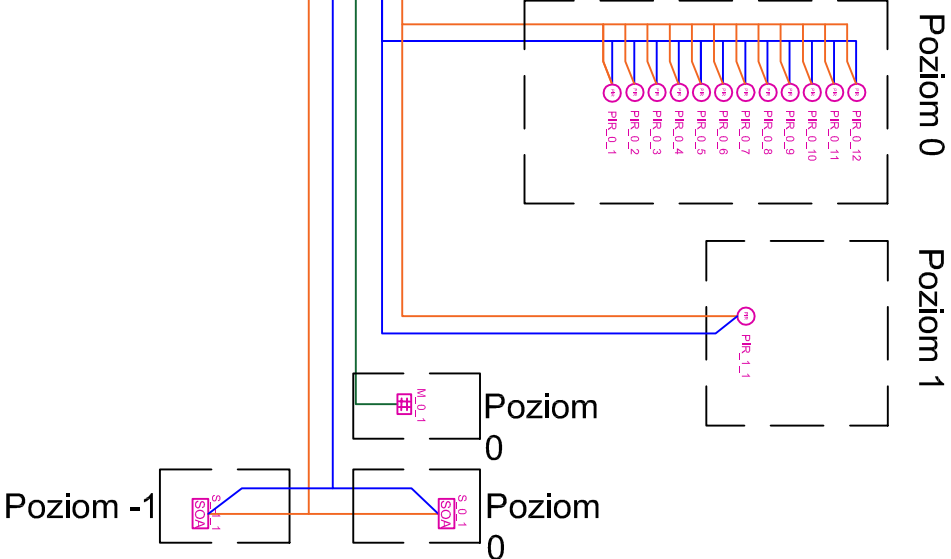 Poziom 0
PIR_0_1
PIR_0_2
PIR_0_3
PIR_0_4
PIR_0_5
PIR_0_6
PIR_0_7
PIR_0_8
PIR_0_9
PIR_0_10
PIR_0_11
PIR_0_12
Poziom 1
PIR_1_1
M_0_1
Poziom
0
Poziom -1
SOA
SOA
S_0_1
Poziom
0